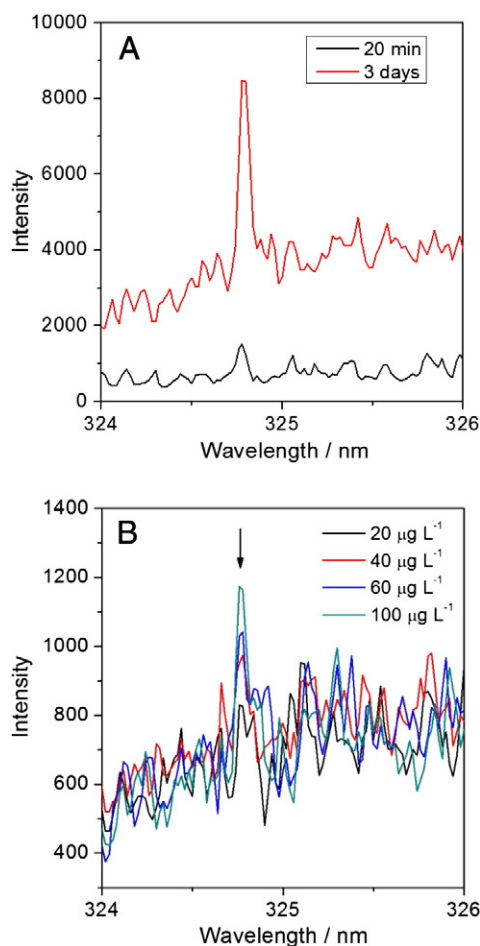 A
20 min
3 days
10000
8000
6000
4000
2000
0
Intensity
324
325
326
Wavelength / nm
B
20 µg L⁻¹
40 µg L⁻¹
60 µg L⁻¹
100 µg L⁻¹
1400
1200
1000
800
600
400
Intensity
324
325
326
Wavelength / nm